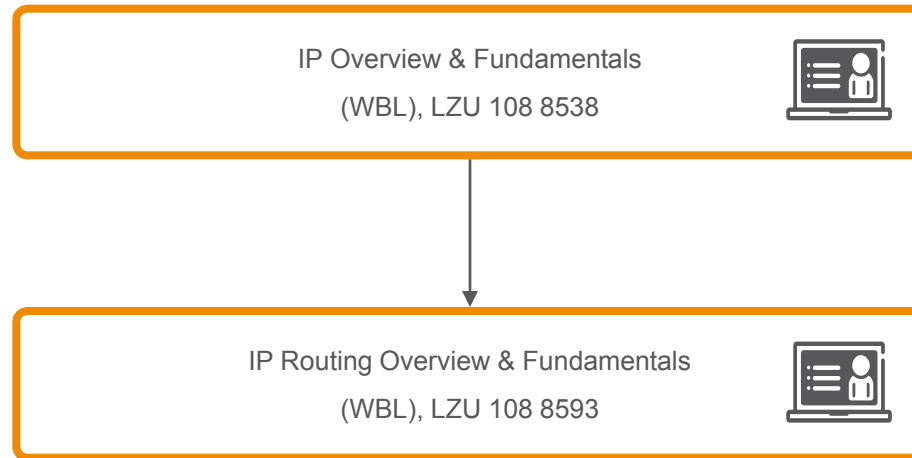 IP Overview & Fundamentals
(WBL), LZU 108 8538
IP Routing Overview & Fundamentals
(WBL), LZU 108 8593